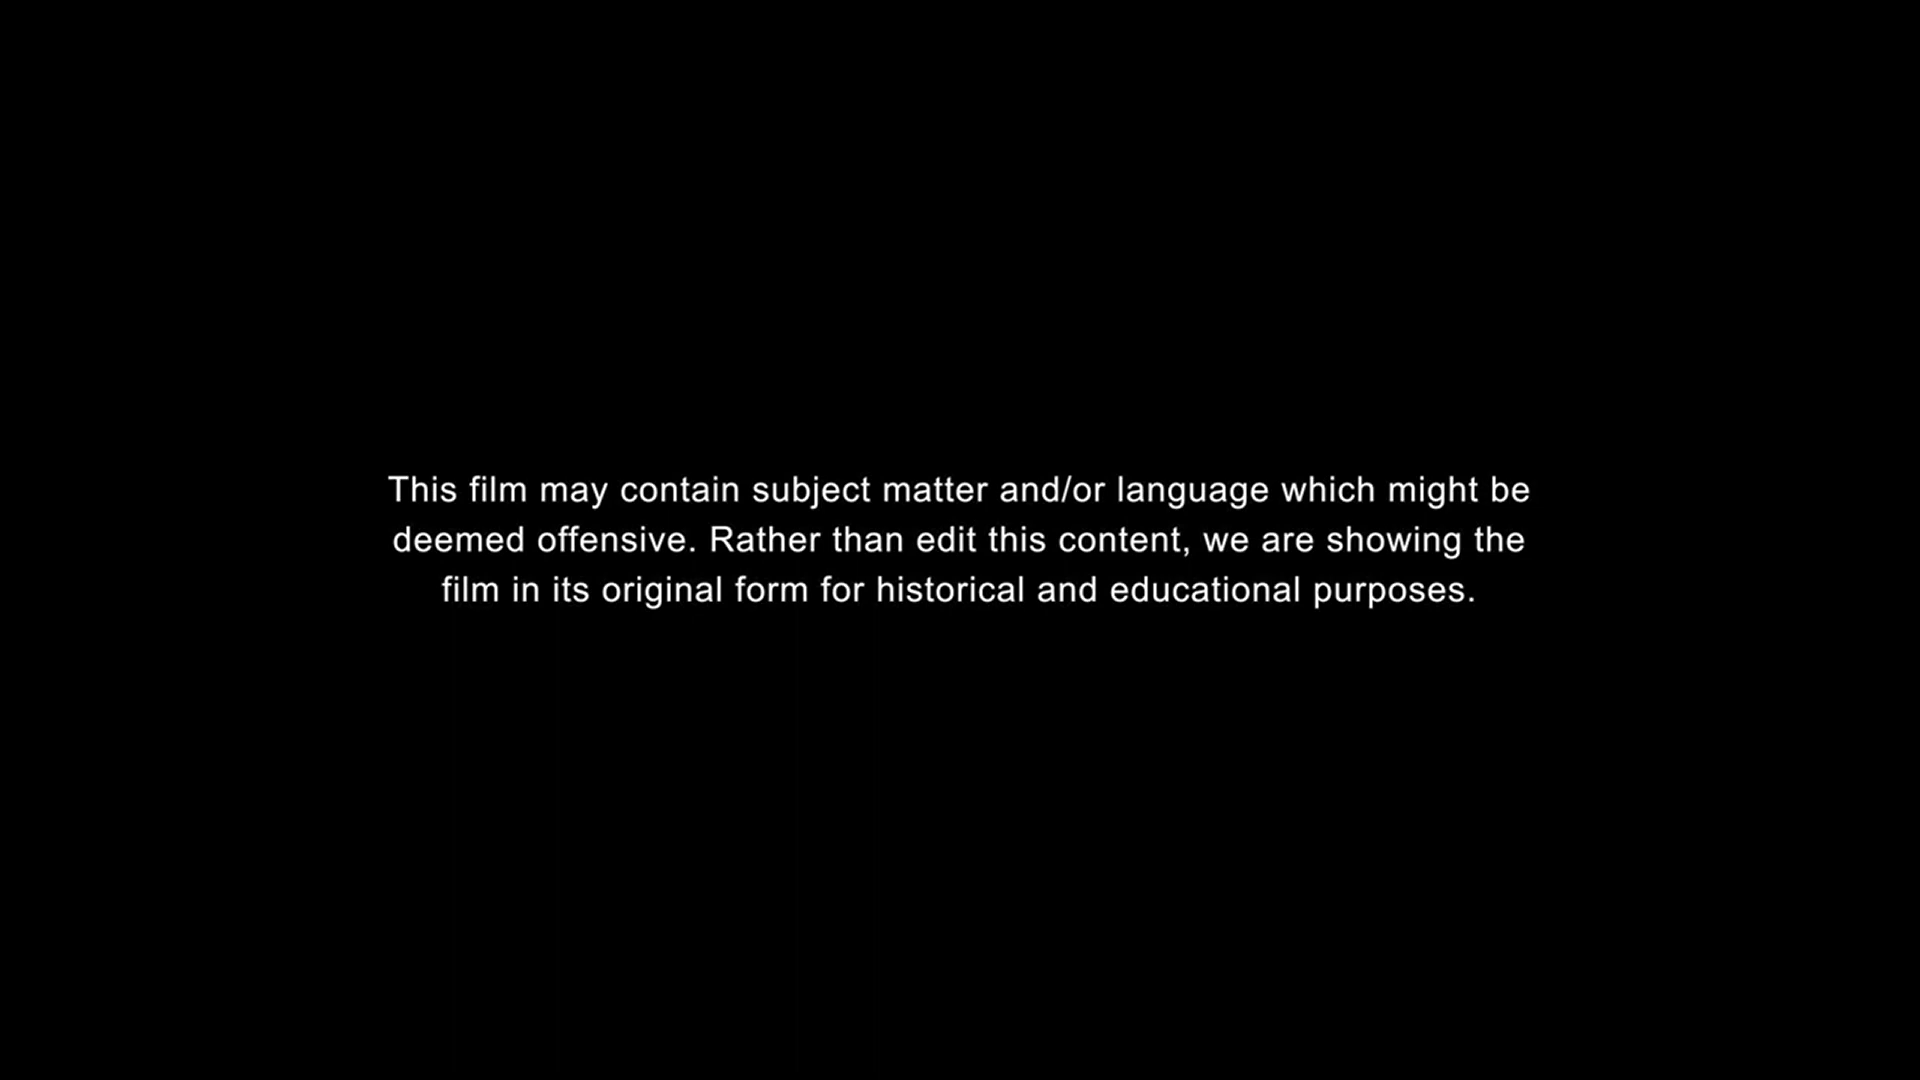 This film may contain subject matter and/or language which might be
deemed offensive. Rather than edit this content, we are showing the
film in its original form for historical and educational purposes.